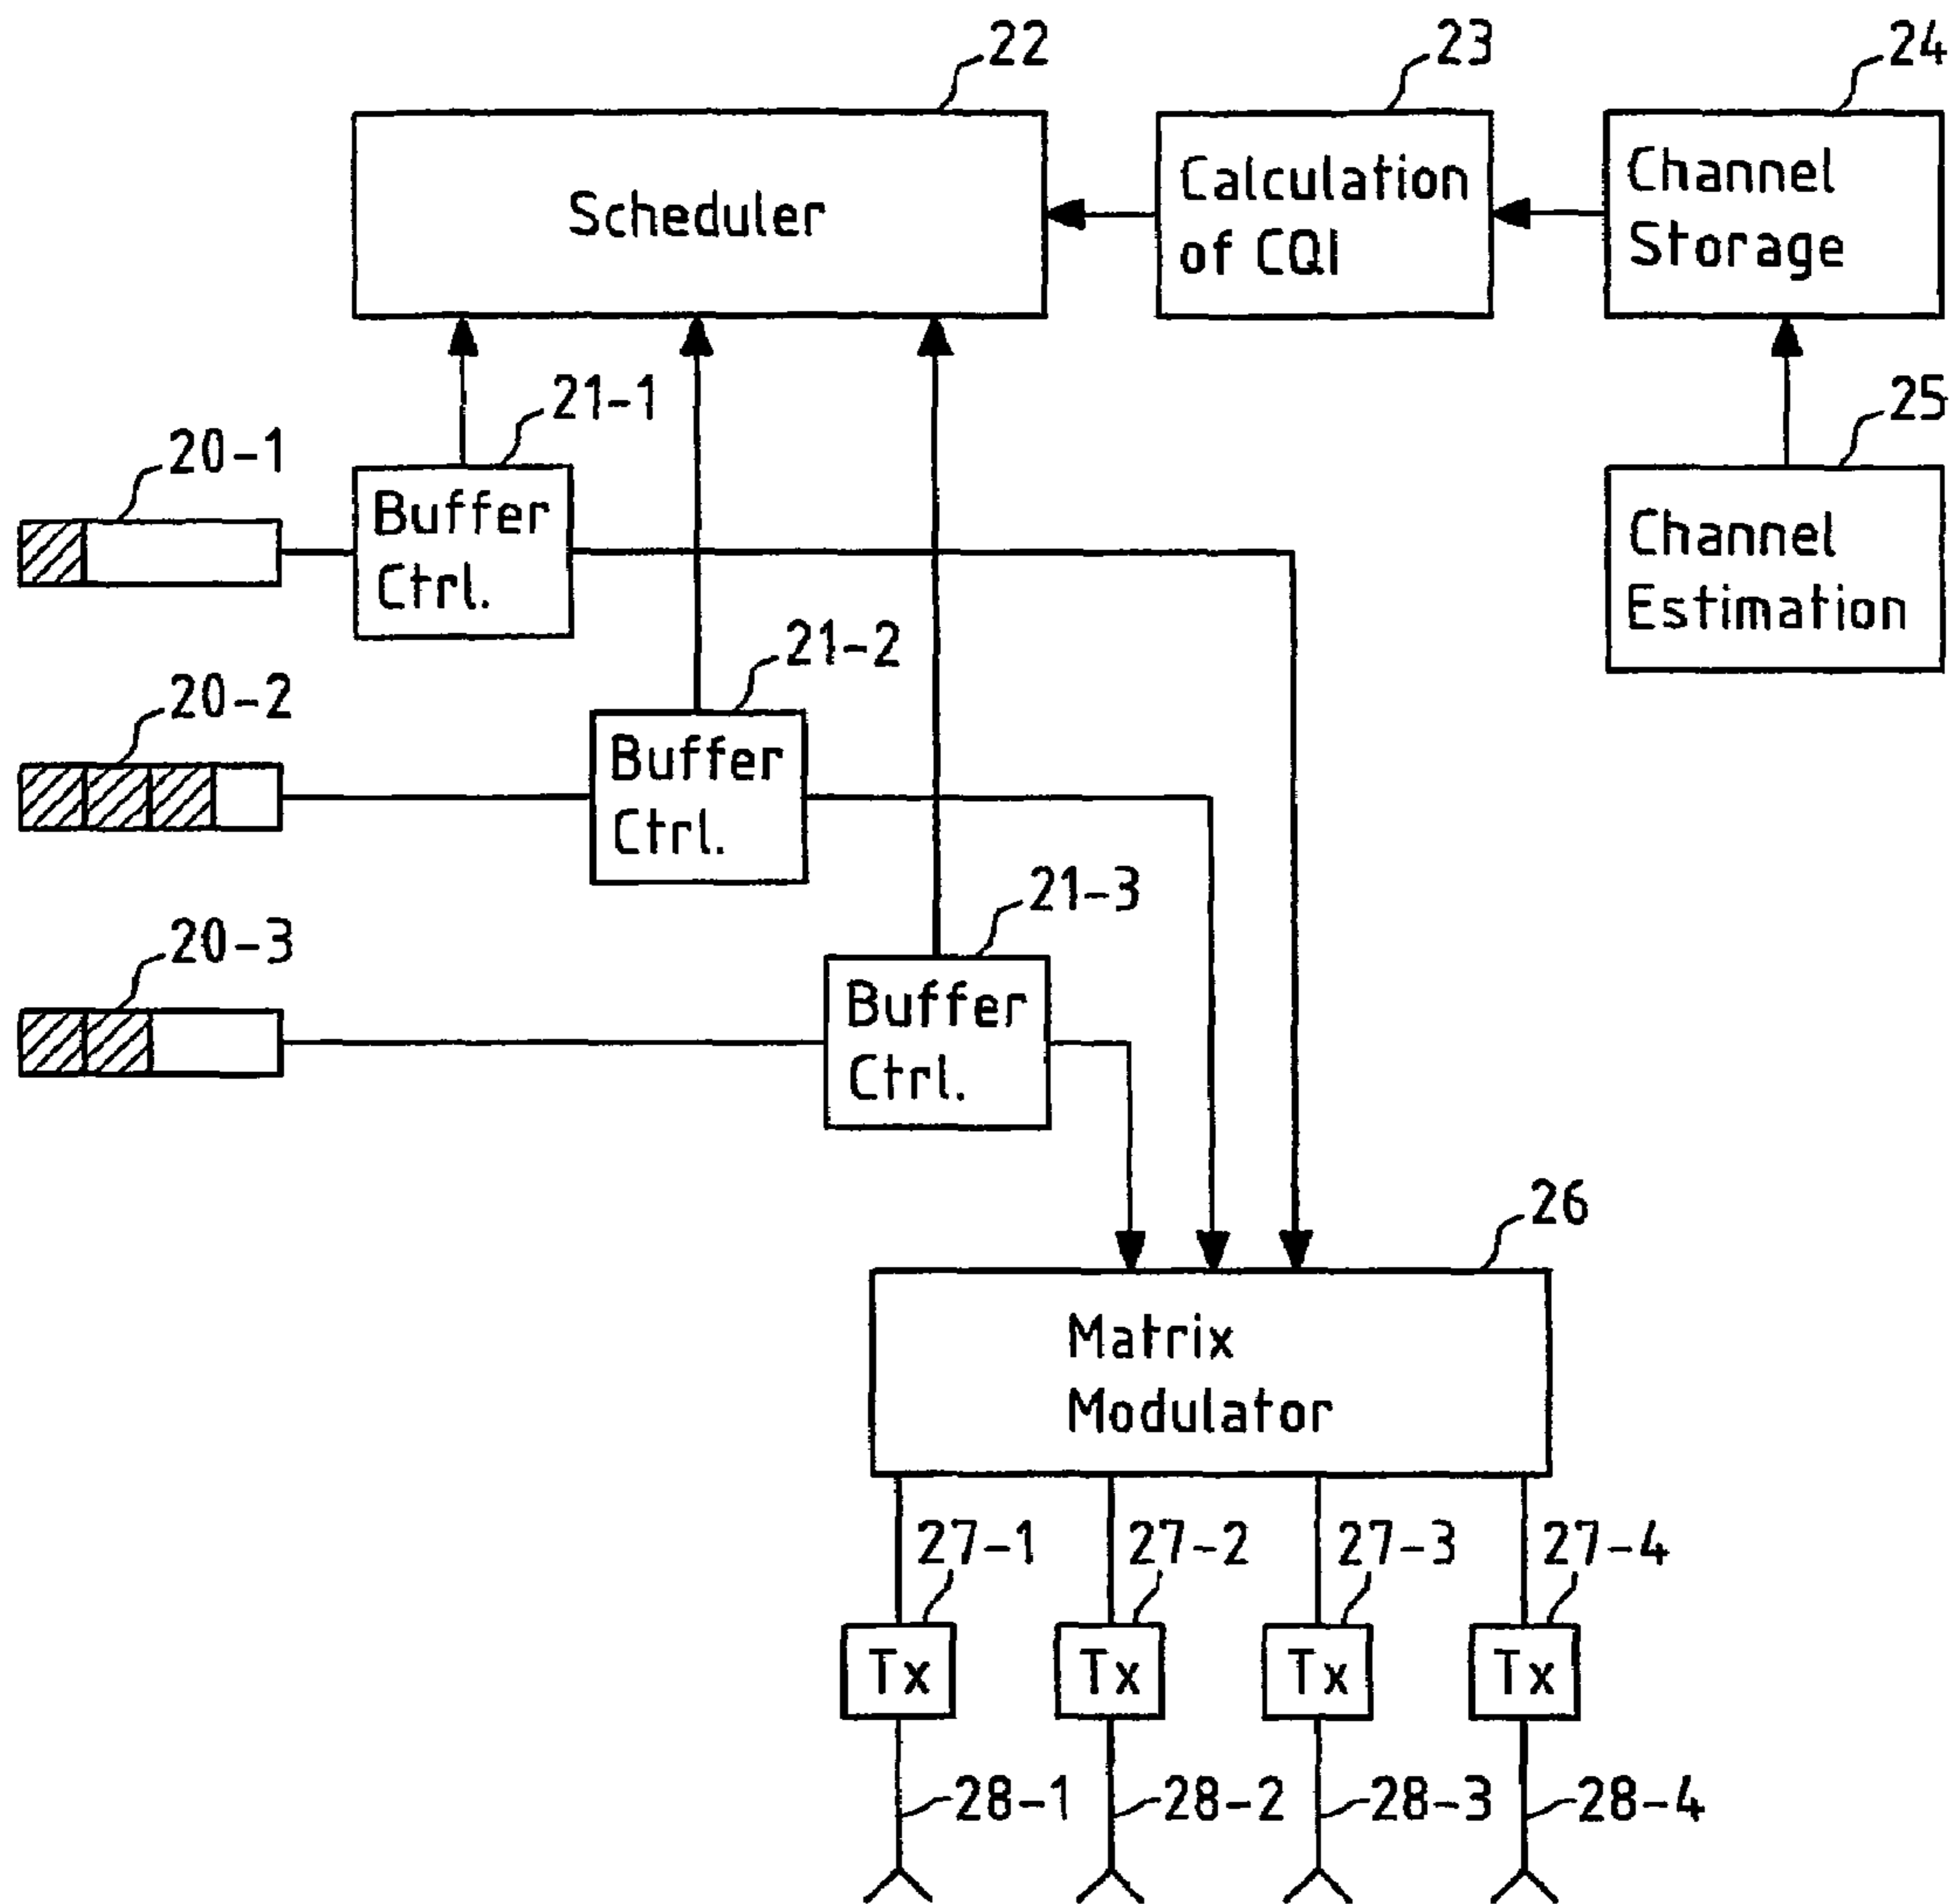 22
23
24
Scheduler
Calculation
of CQI
Channel
Storage
21-1
25
20-1
Buffer
Ctrl.
Channel
Estimation
21-2
20-2
Buffer
Ctrl.
21-3
20-3
Buffer
Ctrl.
26
Matrix
Modulator
27-1
27-2
27-3
27-4
Tx
Tx
Tx
Tx
28-1
28-2
28-3
28-4